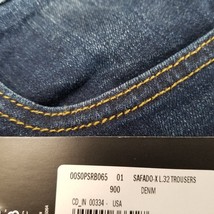 00S0PSRB065 01 SAFADO-X L.32 TROUSERS
900 DENIM
CD_IN 00334 - USA